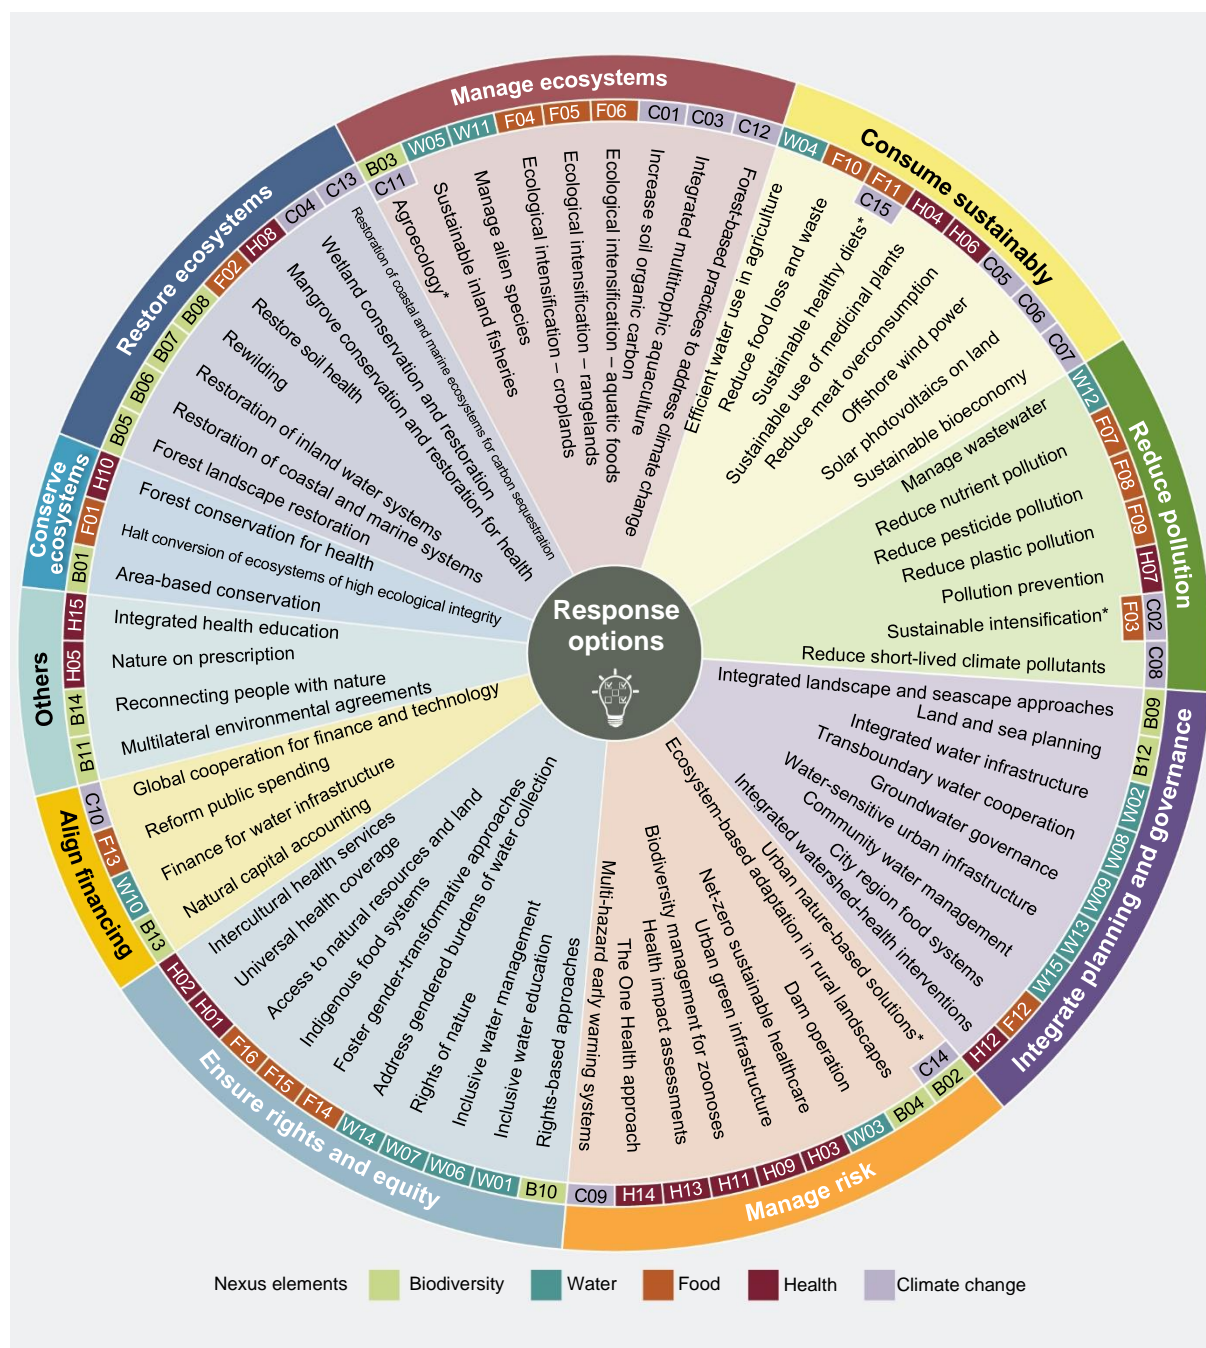 Manage ecosystems
B03
C11
W05
W11
F04
F05
F06
C01
C03
C12
Agroecology*
Sustainable inland fisheries
Manage alien species
Ecological intensification – croplands
Ecological intensification – rangelands
Ecological intensification – aquatic foods
Increase soil organic carbon
Integrated multitrophic aquaculture
Forest-based practices to address climate change
Consume sustainably
W04
F10
F11
C15
H04
H06
C05
C06
C07
Efficient water use in agriculture
Reduce food loss and waste
Sustainable healthy diets*
Sustainable use of medicinal plants
Reduce meat overconsumption
Offshore wind power
Solar photovoltaics on land
Sustainable bioeconomy
Reduce pollution
W12
F07
F08
F09
H07
C02
F03
C08
Manage wastewater
Reduce nutrient pollution
Reduce pesticide pollution
Reduce plastic pollution
Pollution prevention
Sustainable intensification*
Reduce short-lived climate pollutants
Integrate planning and governance
B09
B12
W02
W08
W09
W13
W15
F12
H12
Integrated landscape and seascape approaches
Land and sea planning
Integrated water infrastructure
Transboundary water cooperation
Groundwater governance
Water-sensitive urban infrastructure
Community water management
City region food systems
Integrated watershed-health interventions
Manage risk
B02
C14
B04
W03
H03
H09
H11
H13
H14
C09
Urban nature-based solutions*
Ecosystem-based adaptation in rural landscapes
Dam operation
Net-zero sustainable healthcare
Urban green infrastructure
Biodiversity management for zoonoses
Health impact assessments
The One Health approach
Multi-hazard early warning systems
Ensure rights and equity
B10
W01
W06
W07
W14
F14
F15
F16
H01
H02
Rights-based approaches
Inclusive water education
Inclusive water management
Rights of nature
Address gendered burdens of water collection
Foster gender-transformative approaches
Indigenous food systems
Access to natural resources and land
Universal health coverage
Intercultural health services
Align financing
B13
W10
F13
C10
Natural capital accounting
Finance for water infrastructure
Reform public spending
Global cooperation for finance and technology
Others
B11
B14
H05
H15
Multilateral environmental agreements
Reconnecting people with nature
Nature on prescription
Integrated health education
Conserve
ecosystems
B01
F01
H10
Area-based conservation
Halt conversion of ecosystems of high ecological integrity
Forest conservation for health
Restore ecosystems
B05
B06
B07
B08
F02
H08
C04
C13
Forest landscape restoration
Restoration of coastal and marine systems
Restoration of inland water systems
Rewilding
Restore soil health
Mangrove conservation and restoration for health
Wetland conservation and restoration
Restoration of coastal and marine ecosystems for carbon sequestration
Response
options
Nexus elements
Biodiversity
Water
Food
Health
Climate change